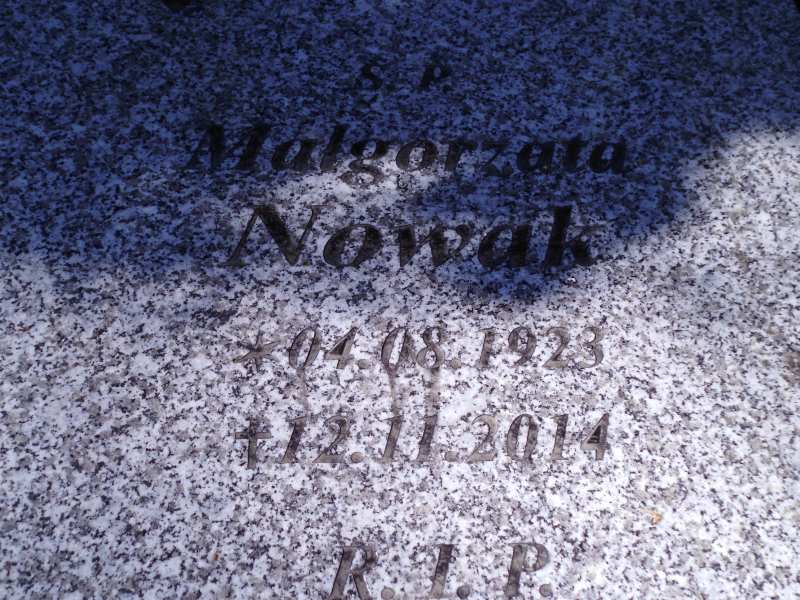 Ś. P.
Małgorzata
Nowak
* 04.08.1923
† 12.11.2014
R. I. P.